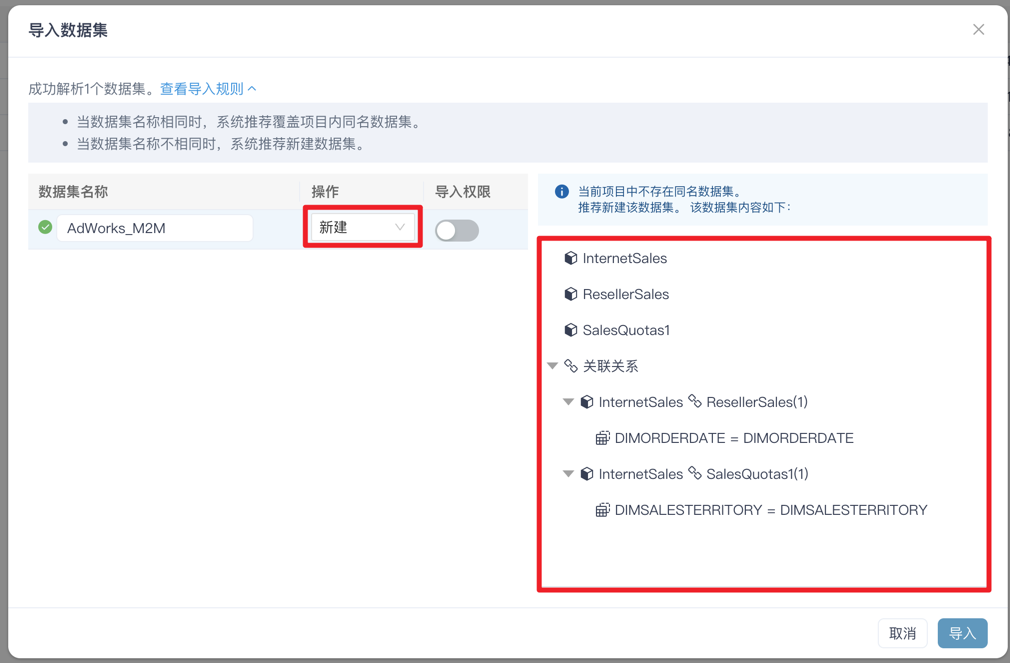 导入数据集
成功解析1个数据集。查看导入规则
当数据集名称相同时，系统推荐覆盖项目内同名数据集。
当数据集名称不相同时，系统推荐新建数据集。
数据集名称 操作 导入权限
AdWorks_M2M 新建
当前项目中不存在同名数据集。
推荐新建该数据集。 该数据集内容如下：
InternetSales
ResellerSales
SalesQuotas1
关联关系
InternetSales ResellerSales(1)
DIMORDERDATE = DIMORDERDATE
InternetSales SalesQuotas1(1)
DIMSALESTERRITORY = DIMSALESTERRITORY
取消 导入